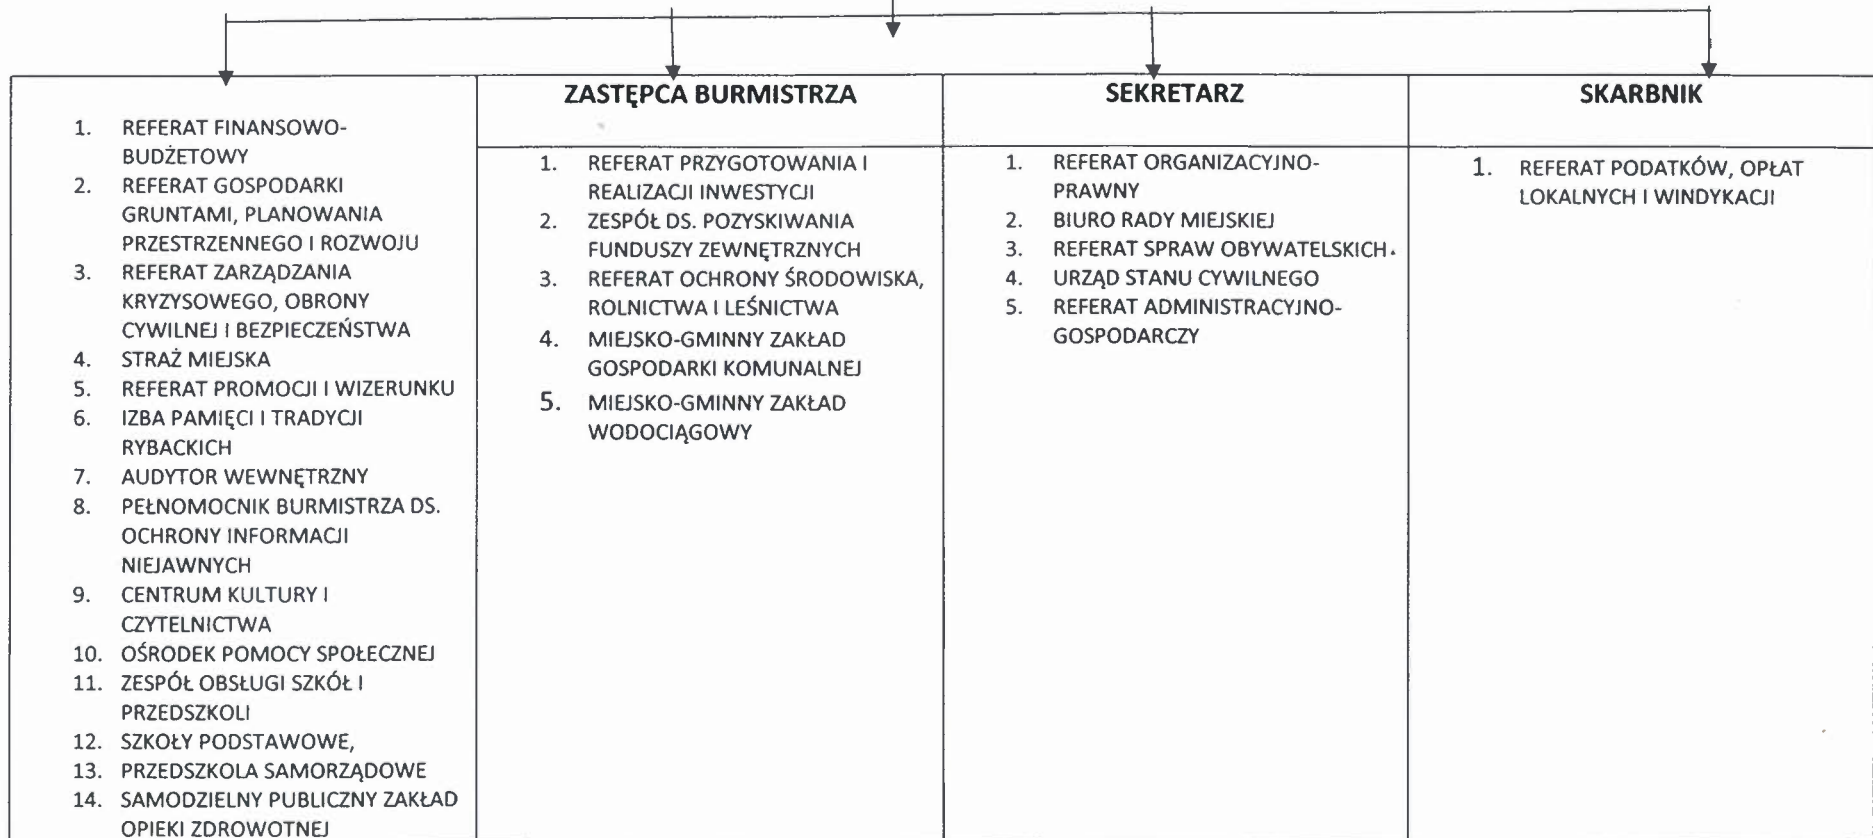 1. REFERAT FINANSOWO-
BUDŻETOWY
2. REFERAT GOSPODARKI
GRUNTAMI, PLANOWANIA
PRZESTRZENNEGO I ROZWOJU
3. REFERAT ZARZĄDZANIA
KRYZYSOWEGO, OBRONY
CYWILNEJ I BEZPIECZEŃSTWA
4. STRAŻ MIEJSKA
5. REFERAT PROMOCJI I WIZERUNKU
6. IZBA PAMIĘCI I TRADYCJI
RYBACKICH
7. AUDYTOR WEWNĘTRZNY
8. PEŁNOMOCNIK BURMISTRZA DS.
OCHRONY INFORMACJI
NIEJAWNYCH
9. CENTRUM KULTURY I
CZYTELNICTWA
10. OŚRODEK POMOCY SPOŁECZNEJ
11. ZESPÓŁ OBSŁUGI SZKÓŁ I
PRZEDSZKOLI
12. SZKOŁY PODSTAWOWE,
13. PRZEDSZKOLA SAMORZĄDOWE
14. SAMODZIELNY PUBLICZNY ZAKŁAD
OPIEKI ZDROWOTNEJ
ZASTĘPCA BURMISTRZA
1. REFERAT PRZYGOTOWANIA I
REALIZACJI INWESTYCJI
2. ZESPÓŁ DS. POZYSKIWANIA
FUNDUSZY ZEWNĘTRZNYCH
3. REFERAT OCHRONY ŚRODOWISKA,
ROLNICTWA I LEŚNICTWA
4. MIEJSKO-GMINNY ZAKŁAD
GOSPODARKI KOMUNALNEJ
5. MIEJSKO-GMINNY ZAKŁAD
WODOCIĄGOWY
SEKRETARZ
1. REFERAT ORGANIZACYJNO-
PRAWNY
2. BIURO RADY MIEJSKIEJ
3. REFERAT SPRAW OBYWATELSKICH
4. URZĄD STANU CYWILNEGO
5. REFERAT ADMINISTRACYJNO-
GOSPODARCZY
SKARBNIK
1. REFERAT PODATKÓW, OPŁAT
LOKALNYCH I WINDYKACJI